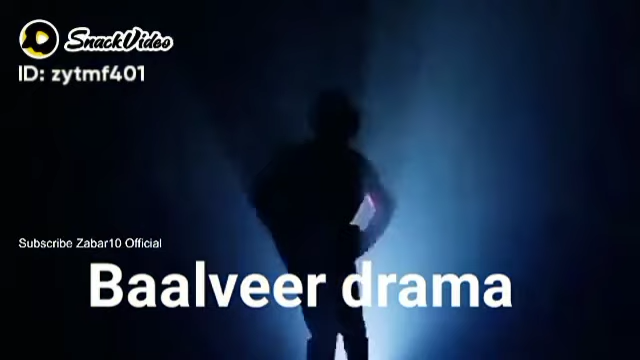 SnackVideo
ID: zytmf401
Subscribe Zabar10 Official
Baalveer drama